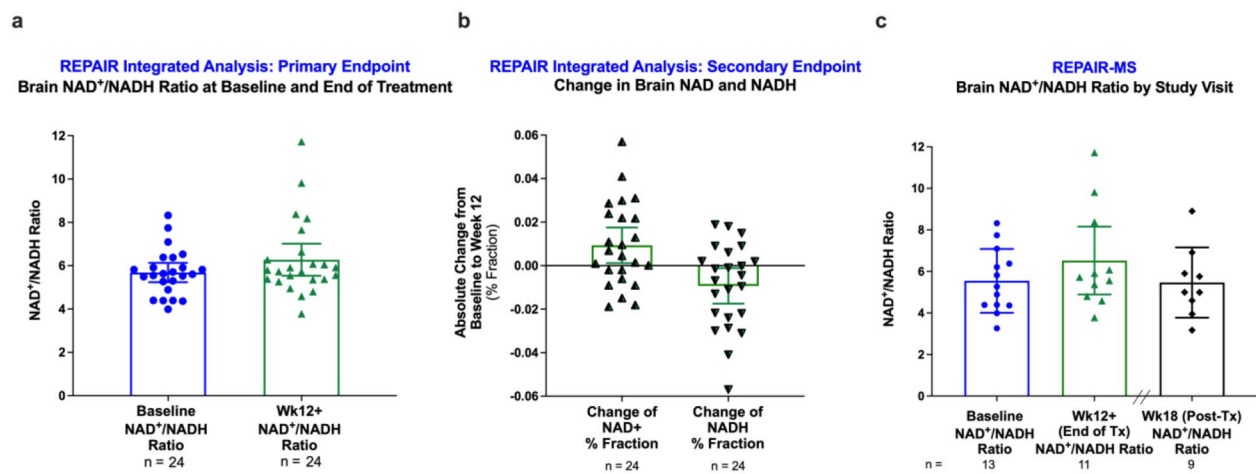 a
REPAIR Integrated Analysis: Primary Endpoint
Brain NAD⁺/NADH Ratio at Baseline and End of Treatment
NAD⁺/NADH Ratio
12
10
8
6
4
2
0
Baseline
NAD⁺/NADH
Ratio
n = 24
Wk12+
NAD⁺/NADH
Ratio
n = 24
b
REPAIR Integrated Analysis: Secondary Endpoint
Change in Brain NAD and NADH
Absolute Change from
Baseline to Week 12
(% Fraction)
0.06
0.04
0.02
0.00
-0.02
-0.04
-0.06
Change of
NAD+
% Fraction
n = 24
Change of
NADH
% Fraction
n = 24
c
REPAIR-MS
Brain NAD⁺/NADH Ratio by Study Visit
NAD⁺/NADH Ratio
12
10
8
6
4
2
0
Baseline
NAD⁺/NADH
Ratio
Wk12+
(End of Tx)
NAD⁺/NADH Ratio
Wk18 (Post-Tx)
NAD⁺/NADH
Ratio
n = 13 11 9